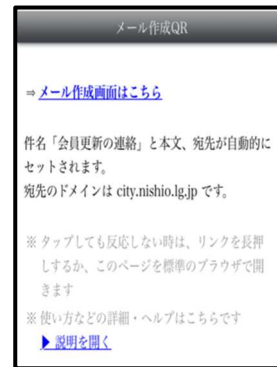 メール作成QR
⇒ メール作成画面はこちら
件名「会員更新の連絡」と本文、宛先が自動的に
セットされます。
宛先のドメインは city.nishio.lg.jp です。
※ タップしても反応しない時は、リンクを長押
しするか、このページを標準のブラウザで開
きます
※ 使い方などの詳細・ヘルプはこちらです
▶ 説明を開く